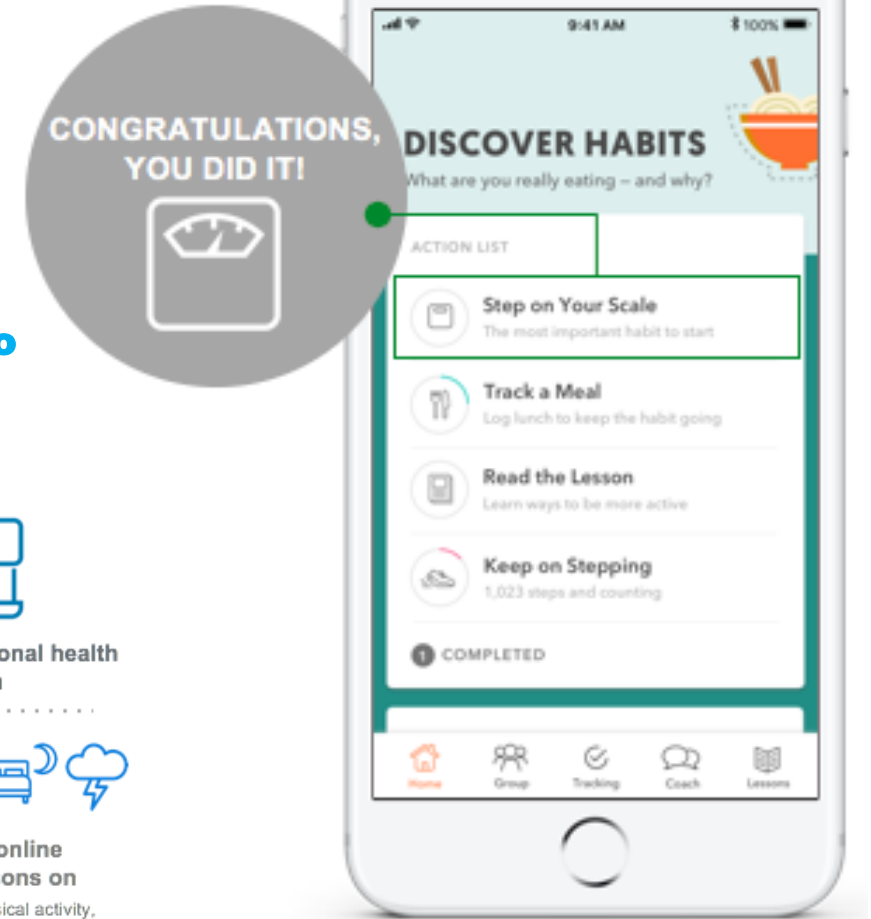 CONGRATULATIONS,
YOU DID IT!
9:41 AM
100%
DISCOVER HABITS
What are you really eating – and why?
ACTION LIST
Step on Your Scale
The most important habit to start
Track a Meal
Log lunch to keep the habit going
Read the Lesson
Learn ways to be more active
Keep on Stepping
1,023 steps and counting
1 COMPLETED
Home
Group
Tracking
Coach
Lessons
o
onal health
online
ons on
sical activity,